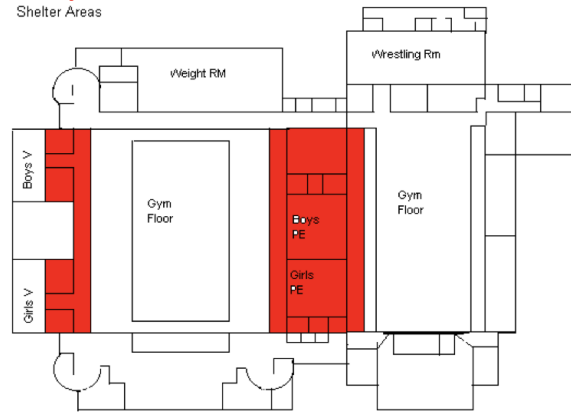 Shelter Areas
Wrestling Rm
Weight RM
Boys V
Gym
Floor
Gym
Floor
Boys
PE
Girls
PE
Girls V